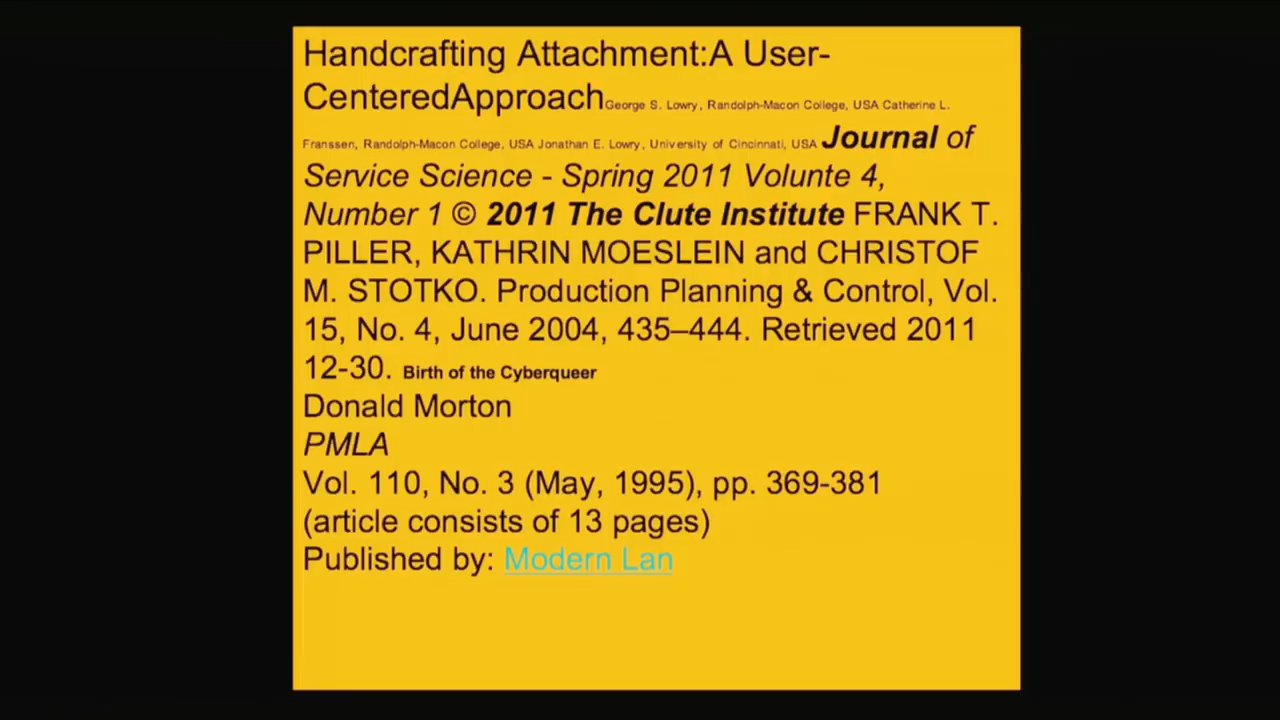 Handcrafting Attachment:A User-
CenteredApproachGeorge S. Lowry, Randolph-Macon College, USA Catherine L.
Franssen, Randolph-Macon College, USA Jonathan E. Lowry, University of Cincinnati, USA Journal of
Service Science - Spring 2011 Volunte 4,
Number 1 © 2011 The Clute Institute FRANK T.
PILLER, KATHRIN MOESLEIN and CHRISTOF
M. STOTKO. Production Planning & Control, Vol.
15, No. 4, June 2004, 435–444. Retrieved 2011
12-30. Birth of the Cyberqueer
Donald Morton
PMLA
Vol. 110, No. 3 (May, 1995), pp. 369-381
(article consists of 13 pages)
Published by: Modern Lan